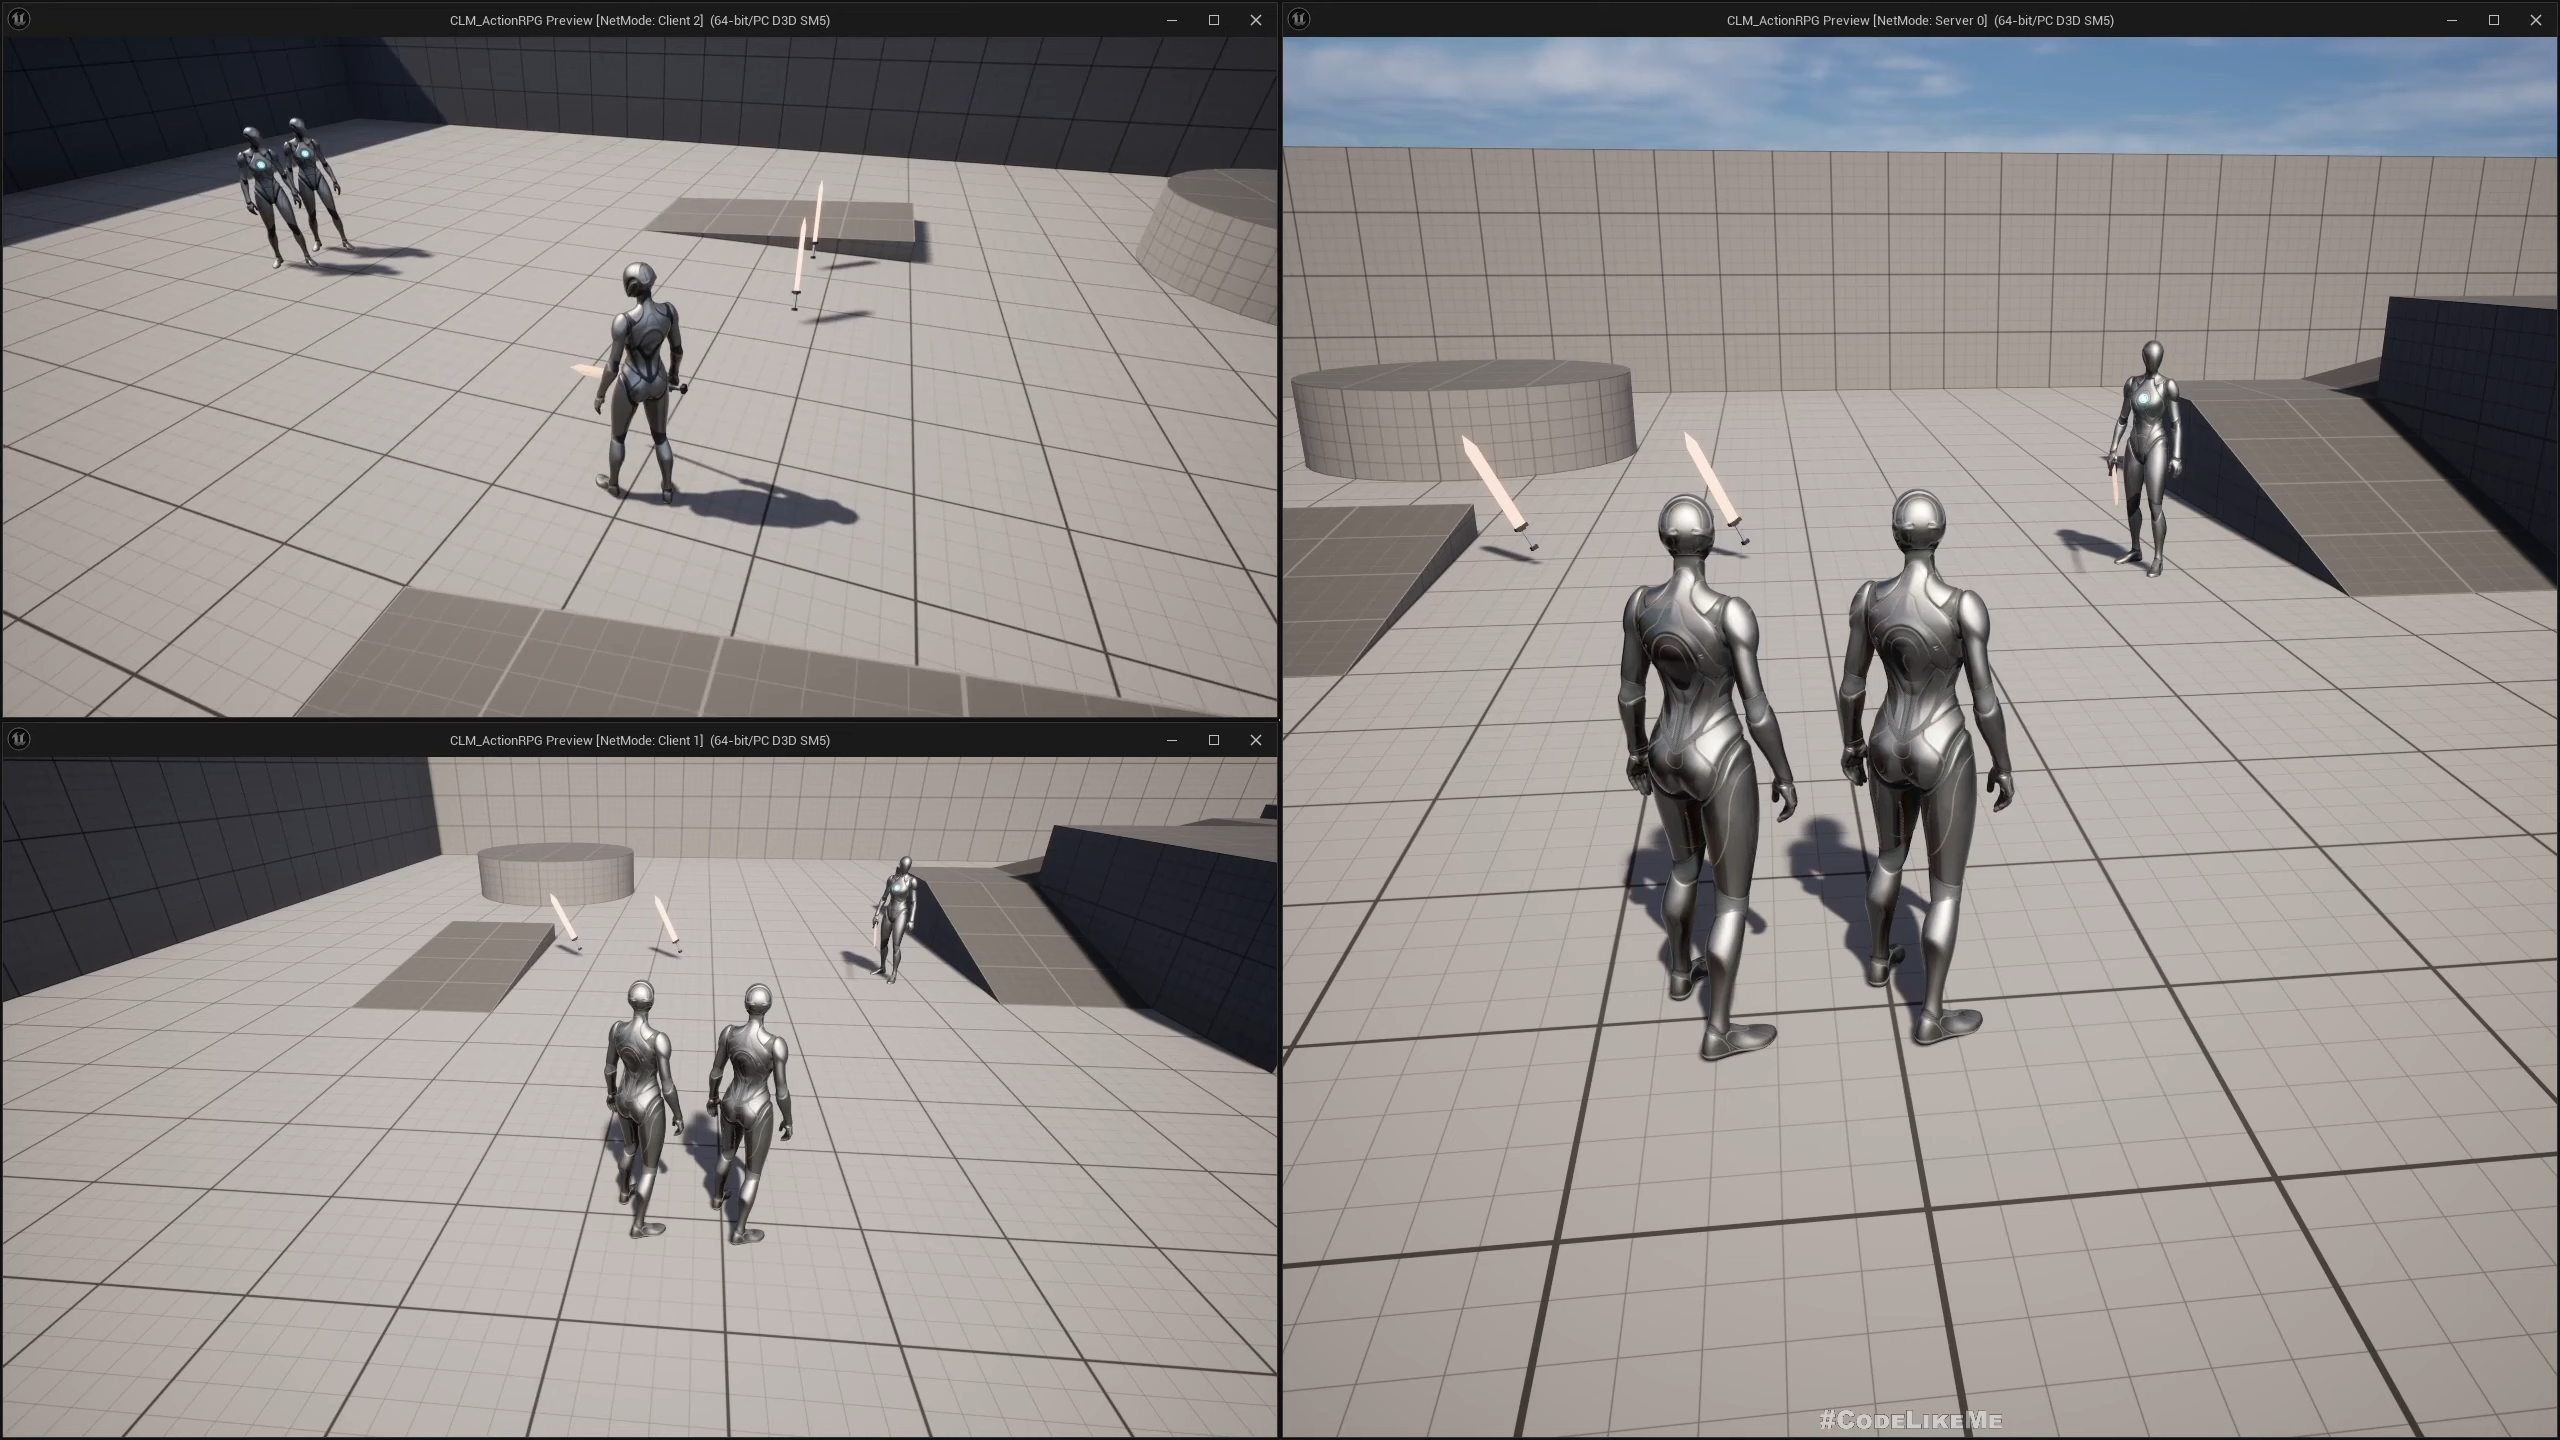 CLM_ActionRPG Preview [NetMode: Client 2] (64-bit/PC D3D SM5)
CLM_ActionRPG Preview [NetMode: Server 0] (64-bit/PC D3D SM5)
CLM_ActionRPG Preview [NetMode: Client 1] (64-bit/PC D3D SM5)
#CodeLikeMe